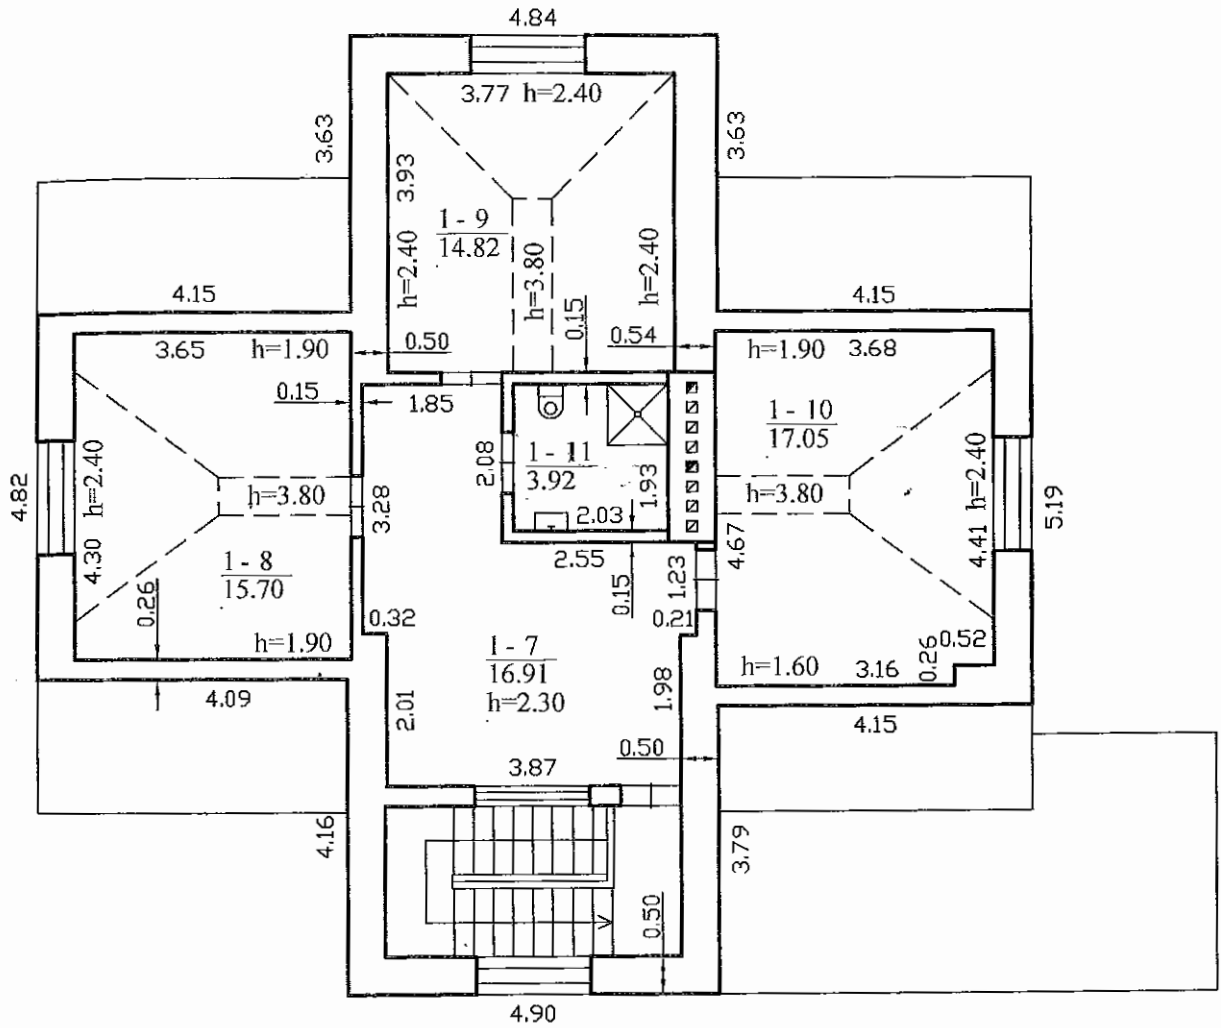 4.84
3.77 h=2.40
3.63
3.63
3.93
1 - 9
14.82
h=2.40
h=3.80
h=2.40
4.15
4.15
0.15
0.50
0.54
3.65 h=1.90
h=1.90 3.68
0.15
1.85
1 - 10
17.05
h=2.40
4.82
2.08
1 - 11
3.92
1.93
h=3.80
3.28
h=3.80
h=2.40
5.19
2.03
4.30
1 - 8
15.70
2.55
4.67
4.41
0.26
0.15
1.23
0.32
0.21
h=1.90
1 - 7
16.91
h=2.30
0.52
0.26
h=1.60 3.16
4.09
2.01
1.98
4.15
0.50
3.87
4.16
3.79
0.50
4.90